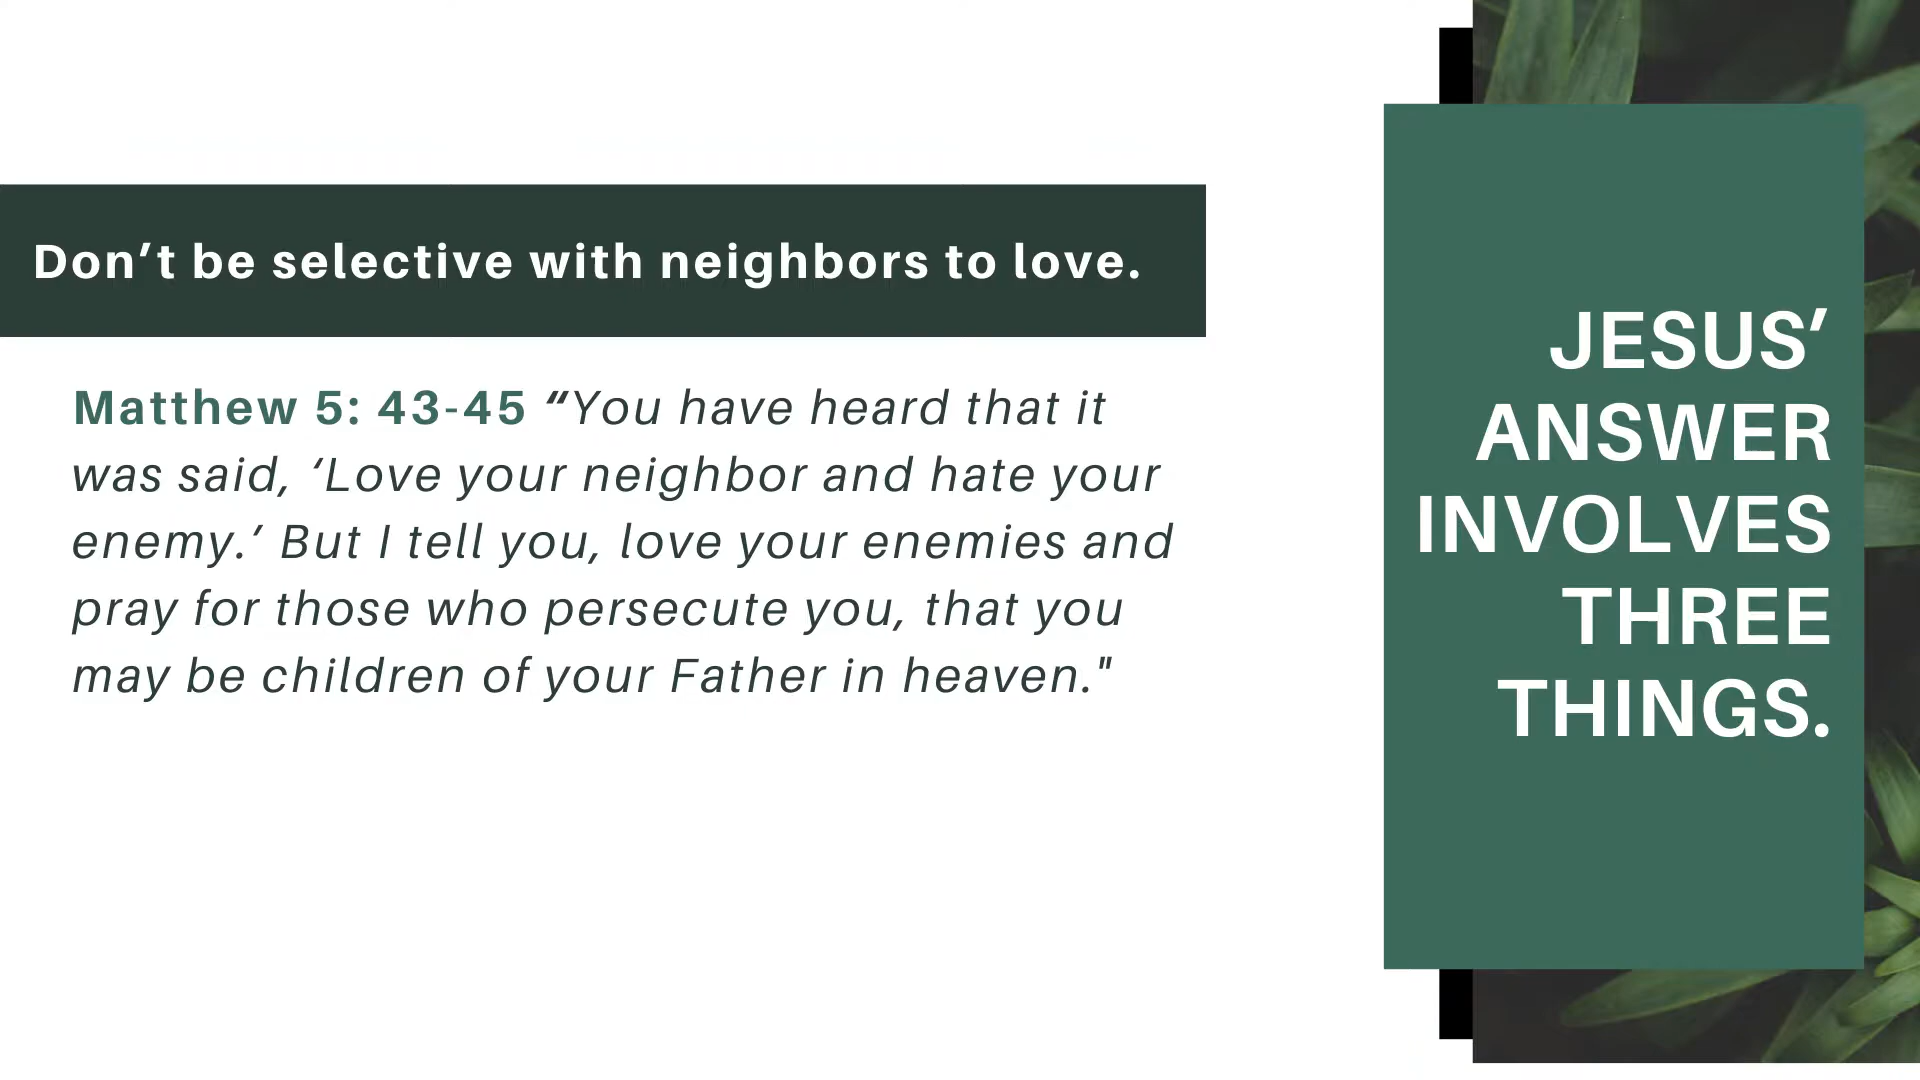 Don’t be selective with neighbors to love.
Matthew 5: 43-45 “You have heard that it
was said, ‘Love your neighbor and hate your
enemy.’ But I tell you, love your enemies and
pray for those who persecute you, that you
may be children of your Father in heaven."
JESUS’
ANSWER
INVOLVES
THREE
THINGS.